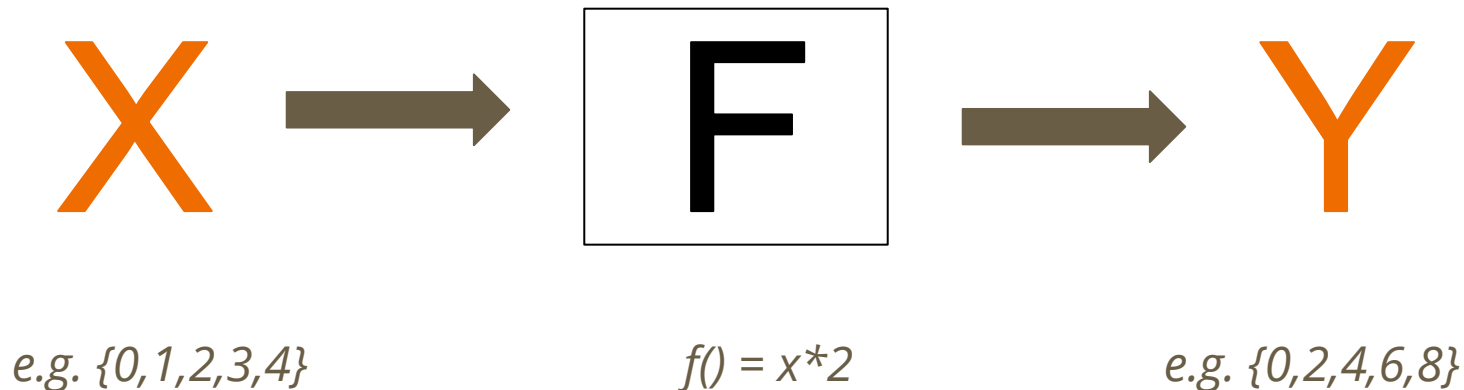 X F Y
e.g. {0,1,2,3,4} f() = x*2 e.g. {0,2,4,6,8}